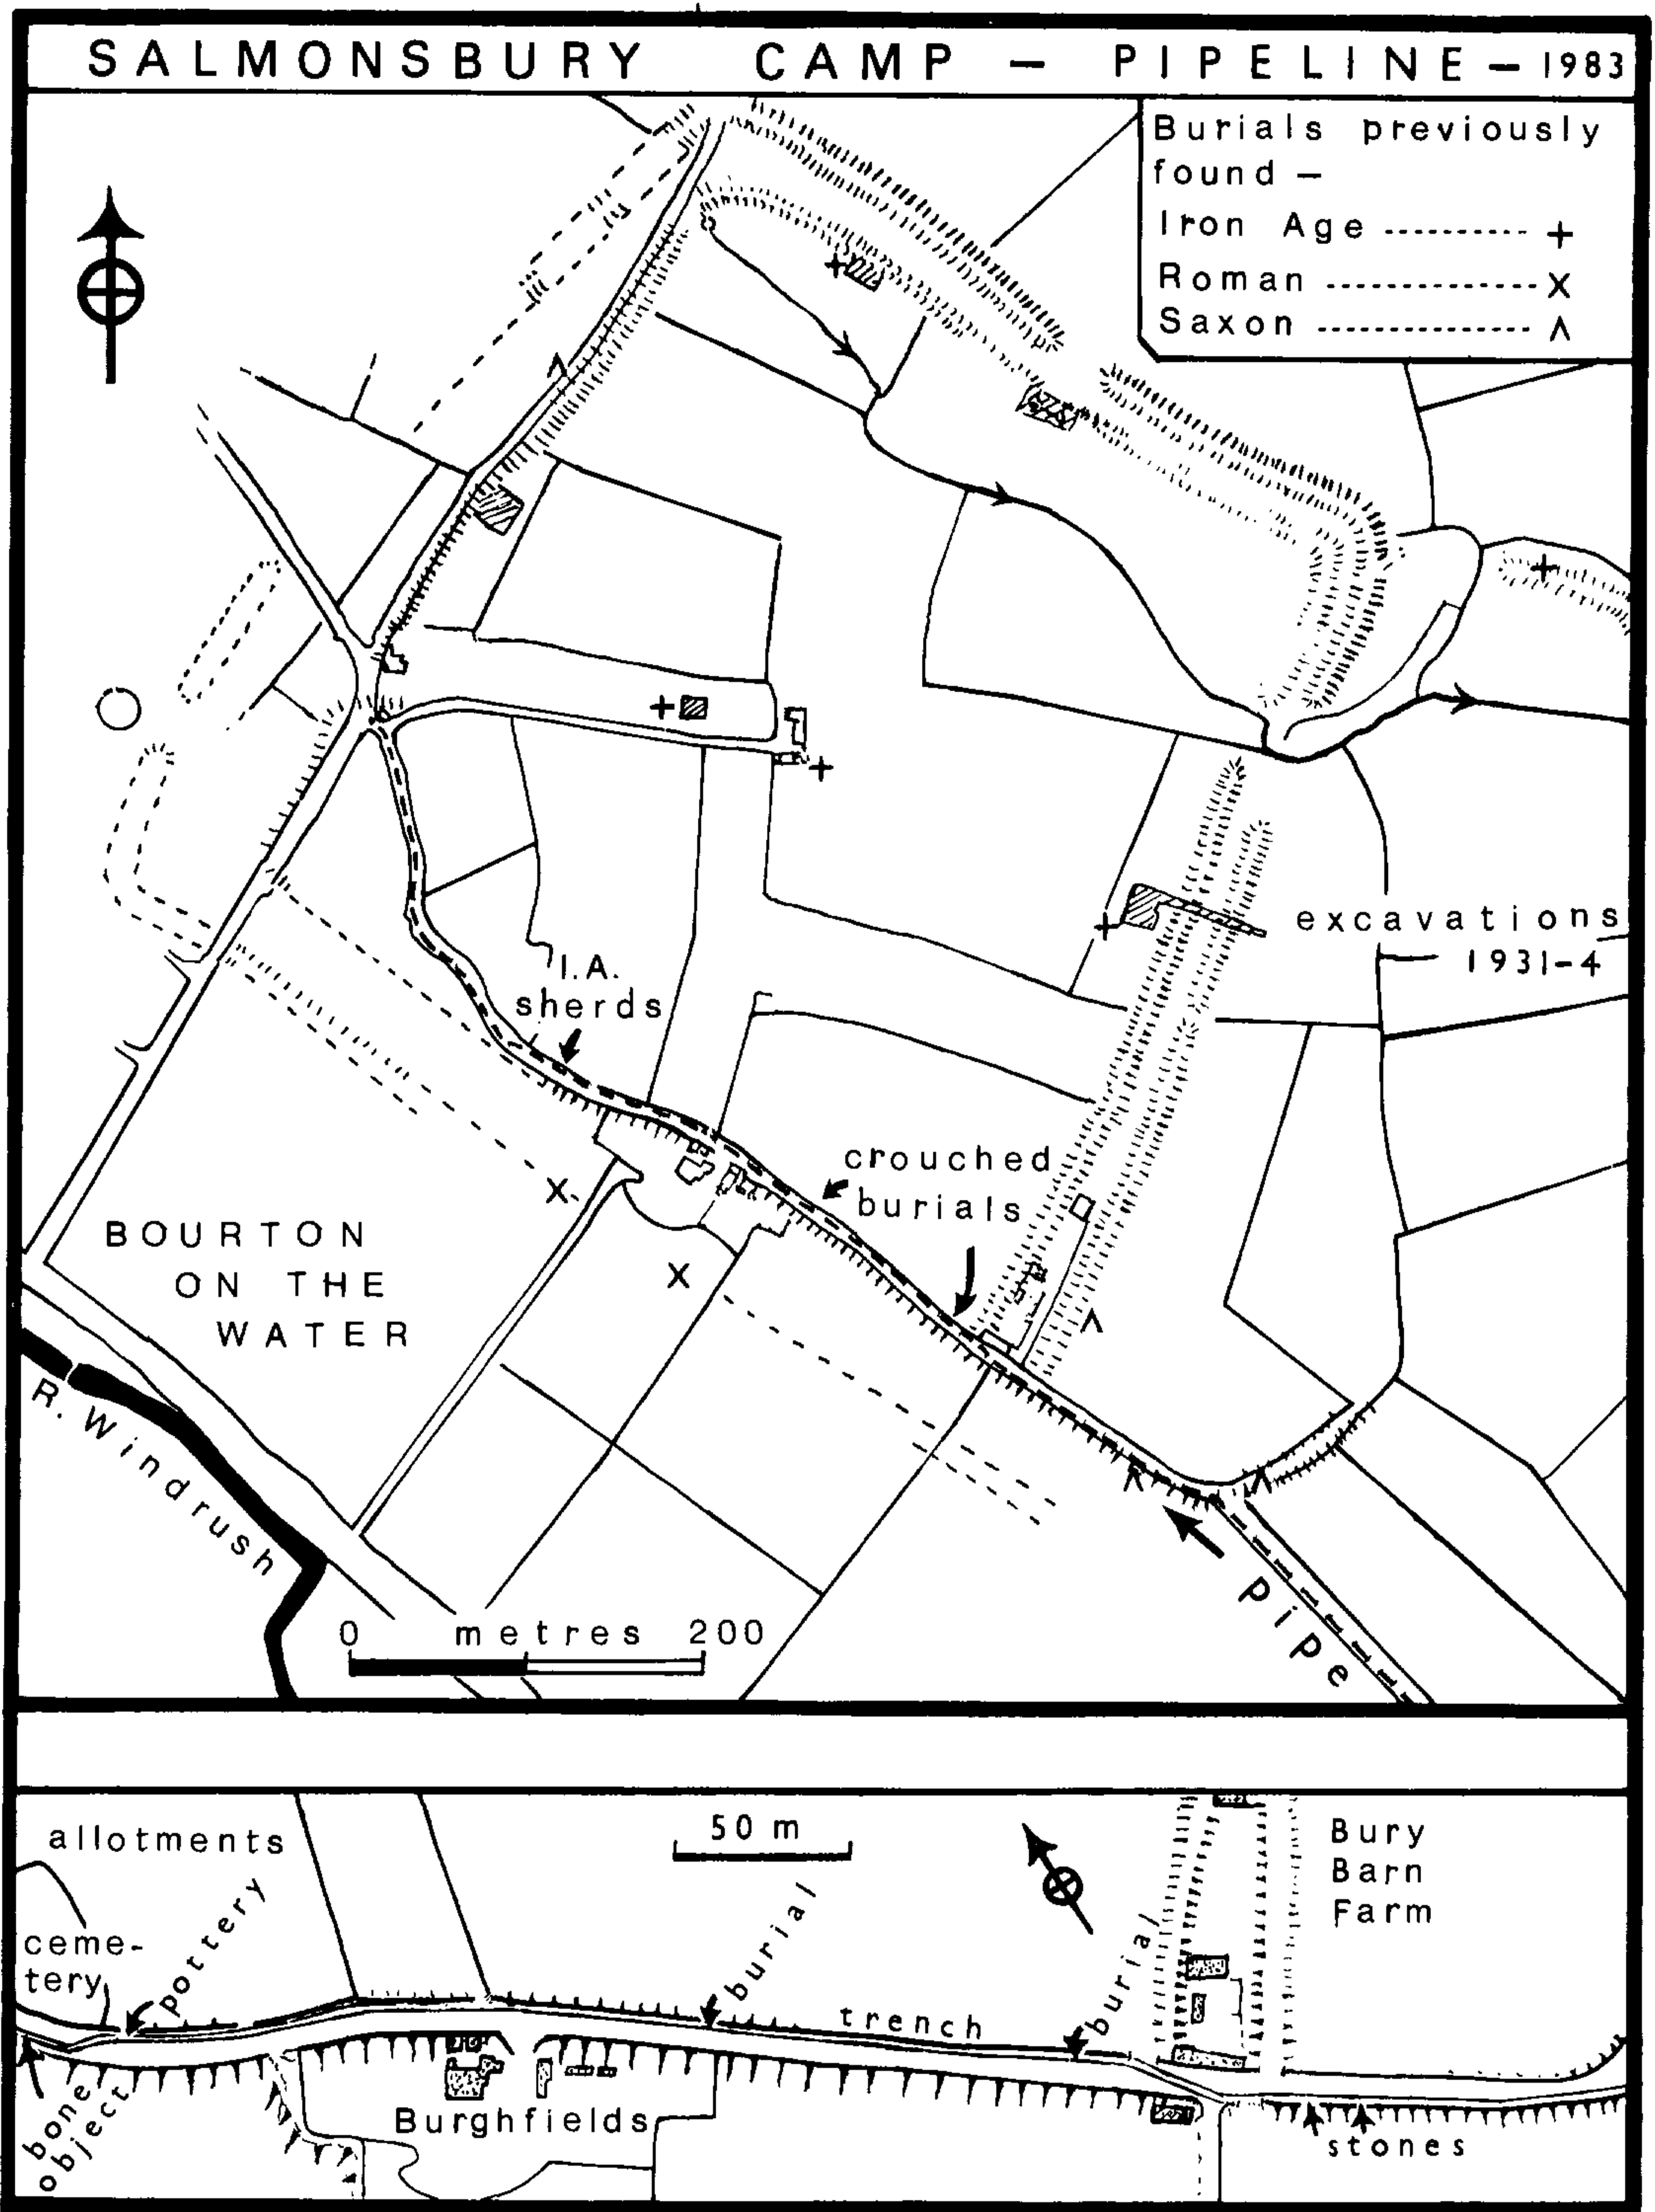 SALMONSBURY CAMP – PIPELINE – 1983
Burials previously
found –
Iron Age ---------- +
Roman -------------- X
Saxon --------------- Λ
excavations
1931–4
I.A.
sherds
crouched
burials
BOURTON
ON THE
WATER
R. Windrush
0 metres 200
Pipe
allotments
50 m
Bury
Barn
Farm
ceme-
tery
pottery
burial
burial
trench
bone
object
Burghfields
stones